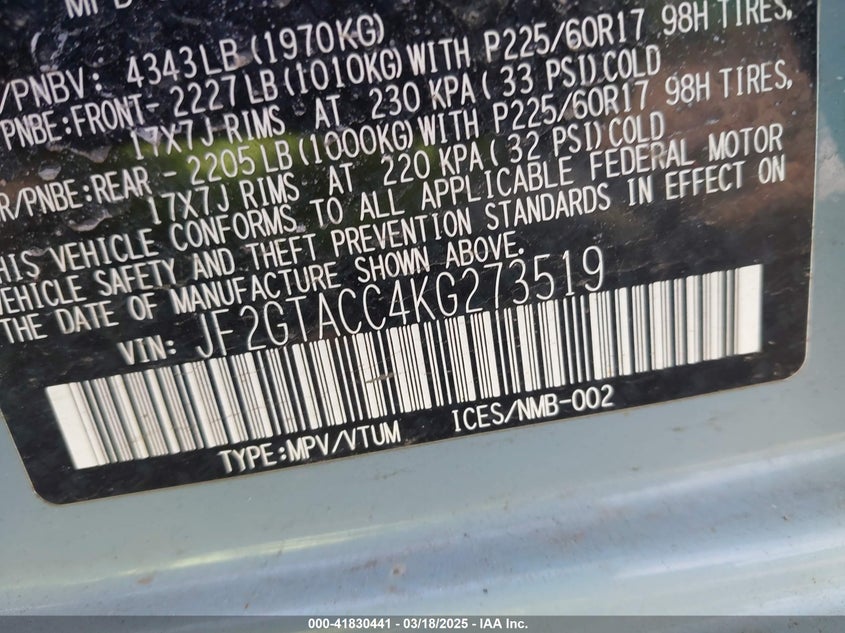 4343LB(1970KG)
/PNBV: PNBE:FRONT-2227LB(1010KG)WITH P225/60R17 98H TIRES,
17X7J RIMS AT 230 KPA(33 PSI)COLD
R/PNBE:REAR - 2205LB(1000KG)WITH P225/60R17 98H TIRES,
17X7J RIMS AT 220 KPA(32 PSI)COLD
THIS VEHICLE CONFORMS TO ALL APPLICABLE FEDERAL MOTOR
VEHICLE SAFETY AND THEFT PREVENTION STANDARDS IN EFFECT ON
THE DATE OF MANUFACTURE SHOWN ABOVE.
VIN: JF2GTACC4KG273519
TYPE:MPV/VTUM ICES/NMB-002
000-41830441 - 03/18/2025 - IAA Inc.